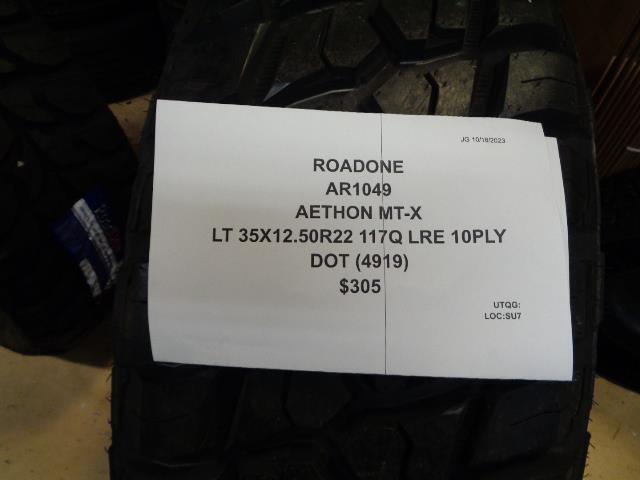 JG 10/16/2023
ROADONE
AR1049
AETHON MT-X
LT 35X12.50R22 117Q LRE 10PLY
DOT (4919)
$305
UTQG:
LOC:SU7